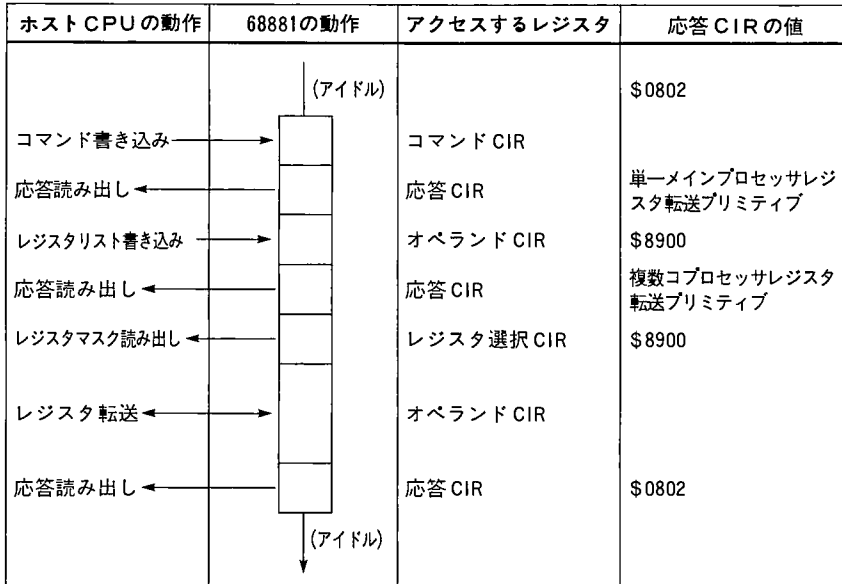 ホストCPUの動作 68881の動作 アクセスするレジスタ 応答CIRの値
(アイドル) $0802
コマンド書き込み コマンドCIR
応答読み出し 応答CIR 単一メインプロセッサレジ
スタ転送プリミティブ
レジスタリスト書き込み オペランドCIR $8900
応答読み出し 応答CIR 複数コプロセッサレジスタ
転送プリミティブ
レジスタマスク読み出し レジスタ選択CIR $8900
レジスタ転送 オペランドCIR
応答読み出し 応答CIR $0802
(アイドル)